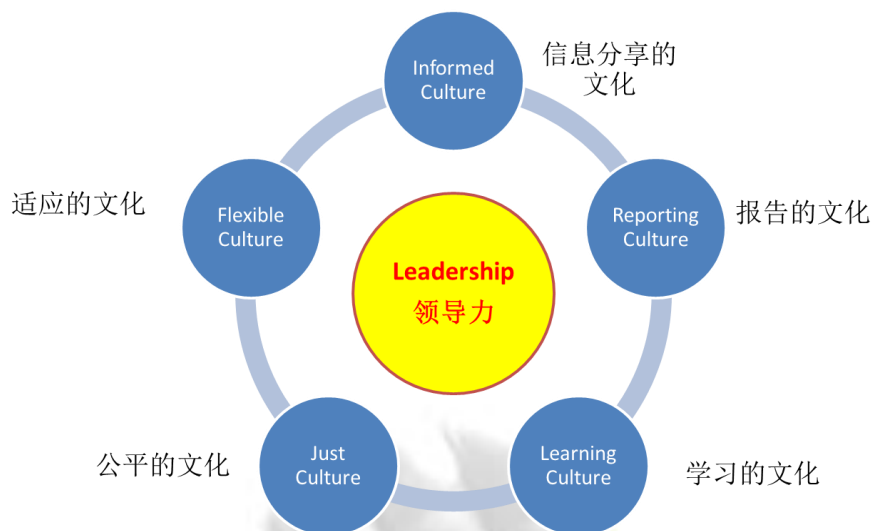 Informed
Culture
信息分享的
文化
适应的文化
Flexible
Culture
Reporting
Culture
报告的文化
Leadership
领导力
公平的文化
Just
Culture
Learning
Culture
学习的文化